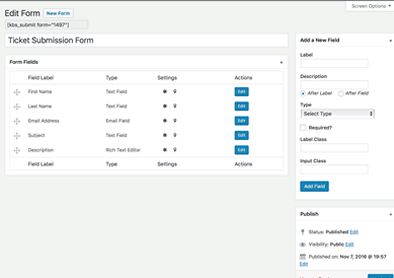 Screen Options
Edit Form New Form
[kbs_submit form="1497"]
Ticket Submission Form
Form Fields
Field Label Type Settings Actions
First Name Text Field Edit
Last Name Text Field Edit
Email Address Email Field Edit
Subject Text Field Edit
Description Rich Text Editor Edit
Field Label Type Settings Actions
Add a New Field
Label
Description
After Label After Field
Type
Select Type
Required?
Label Class
Input Class
Add Field
Publish
Status: Published Edit
Visibility: Public Edit
Published on: Nov 7, 2016 @ 19:57
Edit